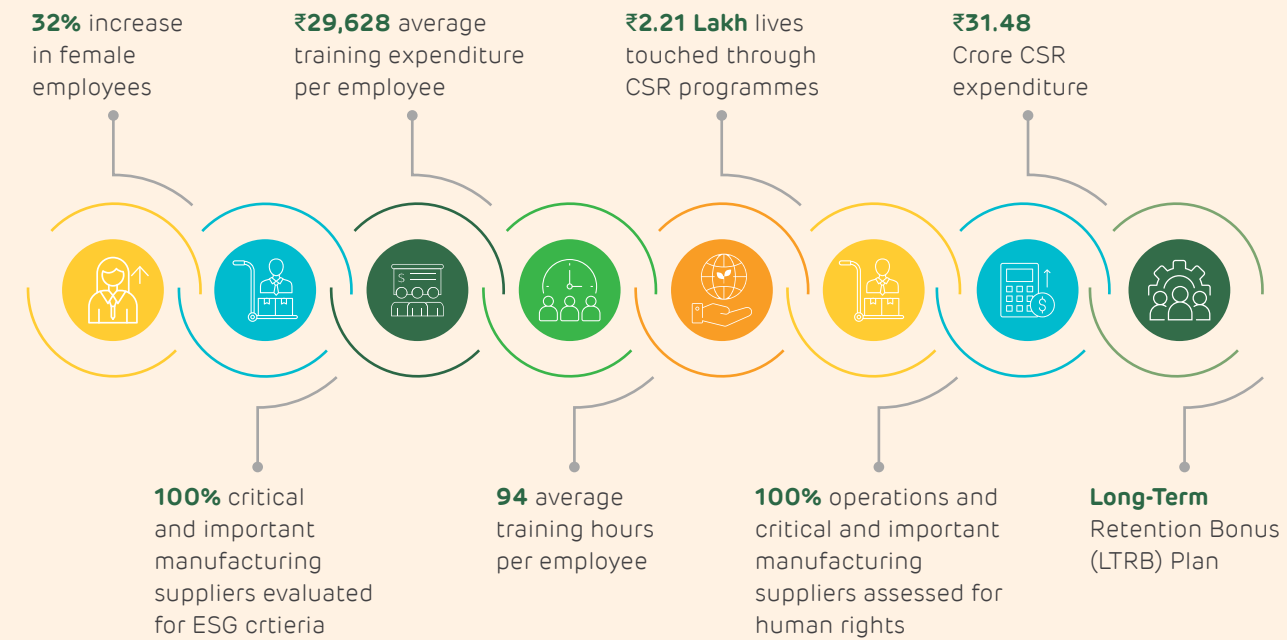 32% increase
in female
employees
₹29,628 average
training expenditure
per employee
₹2.21 Lakh lives
touched through
CSR programmes
₹31.48
Crore CSR
expenditure
$
$
100% critical
and important
manufacturing
suppliers evaluated
for ESG crtieria
94 average
training hours
per employee
100% operations and
critical and important
manufacturing
suppliers assessed for
human rights
Long-Term
Retention Bonus
(LTRB) Plan